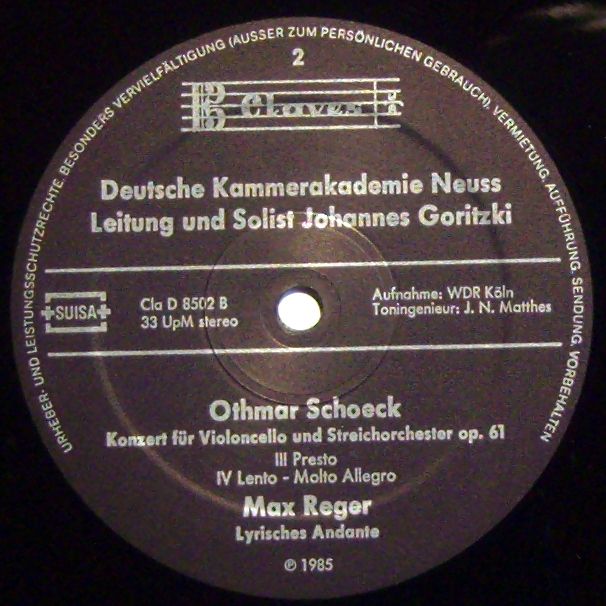 URHEBER- UND LEISTUNGSSCHUTZRECHTE, BESONDERS VERVIELFÄLTIGUNG (AUSSER ZUM PERSÖNLICHEN GEBRAUCH), VERMIETUNG, AUFFÜHRUNG, SENDUNG, VORBEHALTEN
2
Claves
Deutsche Kammerakademie Neuss
Leitung und Solist Johannes Goritzki
SUISA
Cla D 8502 B
33 UpM stereo
Aufnahme: WDR Köln
Toningenieur: J. N. Matthes
Othmar Schoeck
Konzert für Violoncello und Streichorchester op. 61
III Presto
IV Lento - Molto Allegro
Max Reger
Lyrisches Andante
℗ 1985